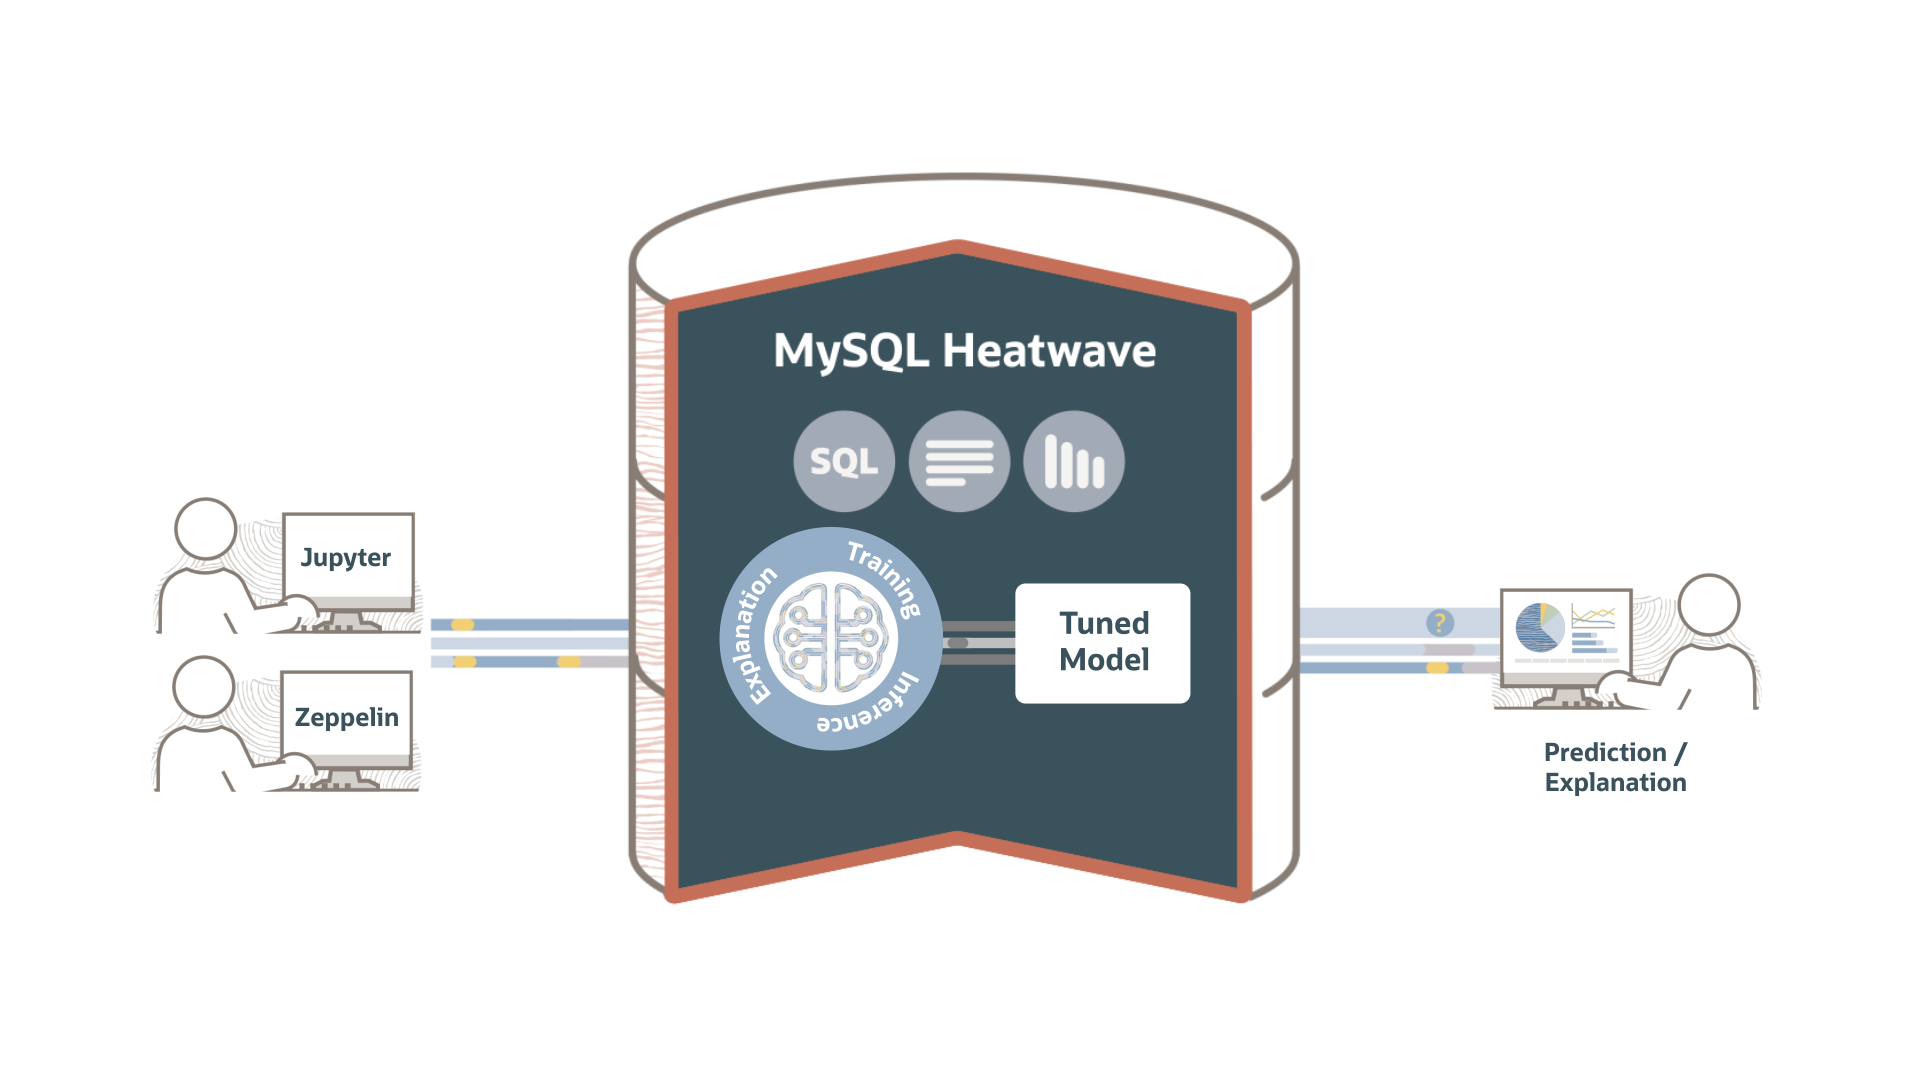 MySQL Heatwave
SQL
Jupyter
Zeppelin
Training
Inference
Explanation
Tuned
Model
?
Prediction /
Explanation